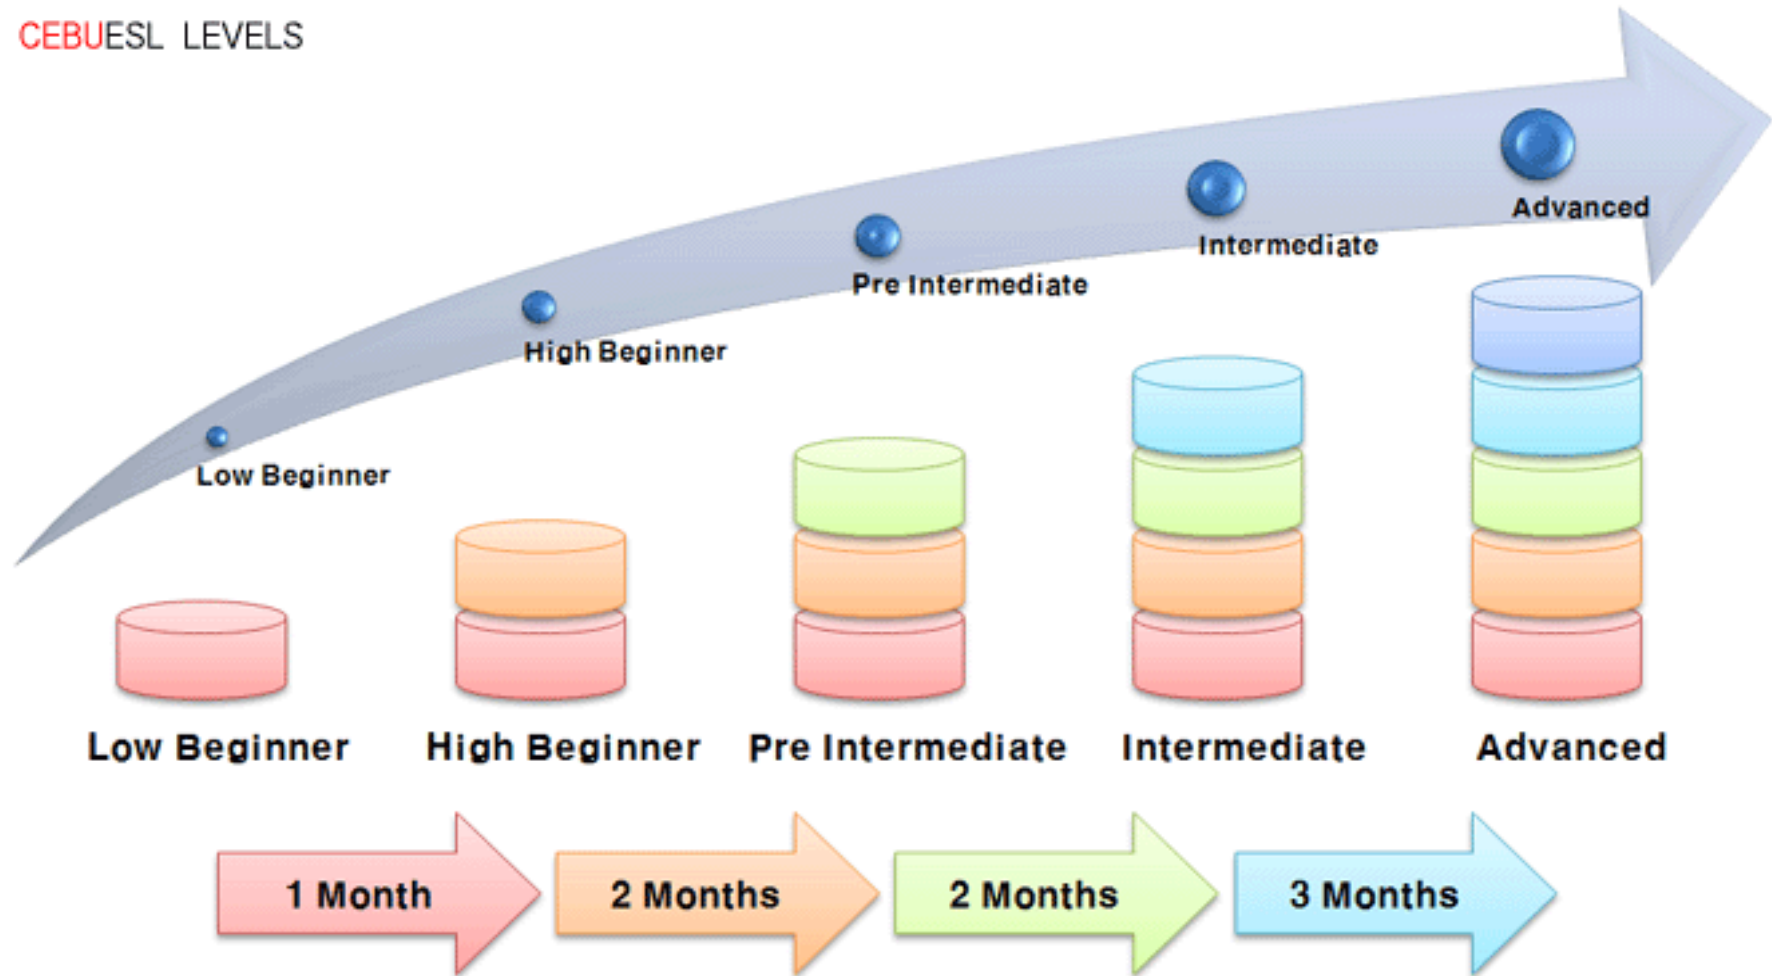 CEBUESL LEVELS
Advanced
Intermediate
Pre Intermediate
High Beginner
Low Beginner
Low Beginner
High Beginner
Pre Intermediate
Intermediate
Advanced
1 Month
2 Months
2 Months
3 Months